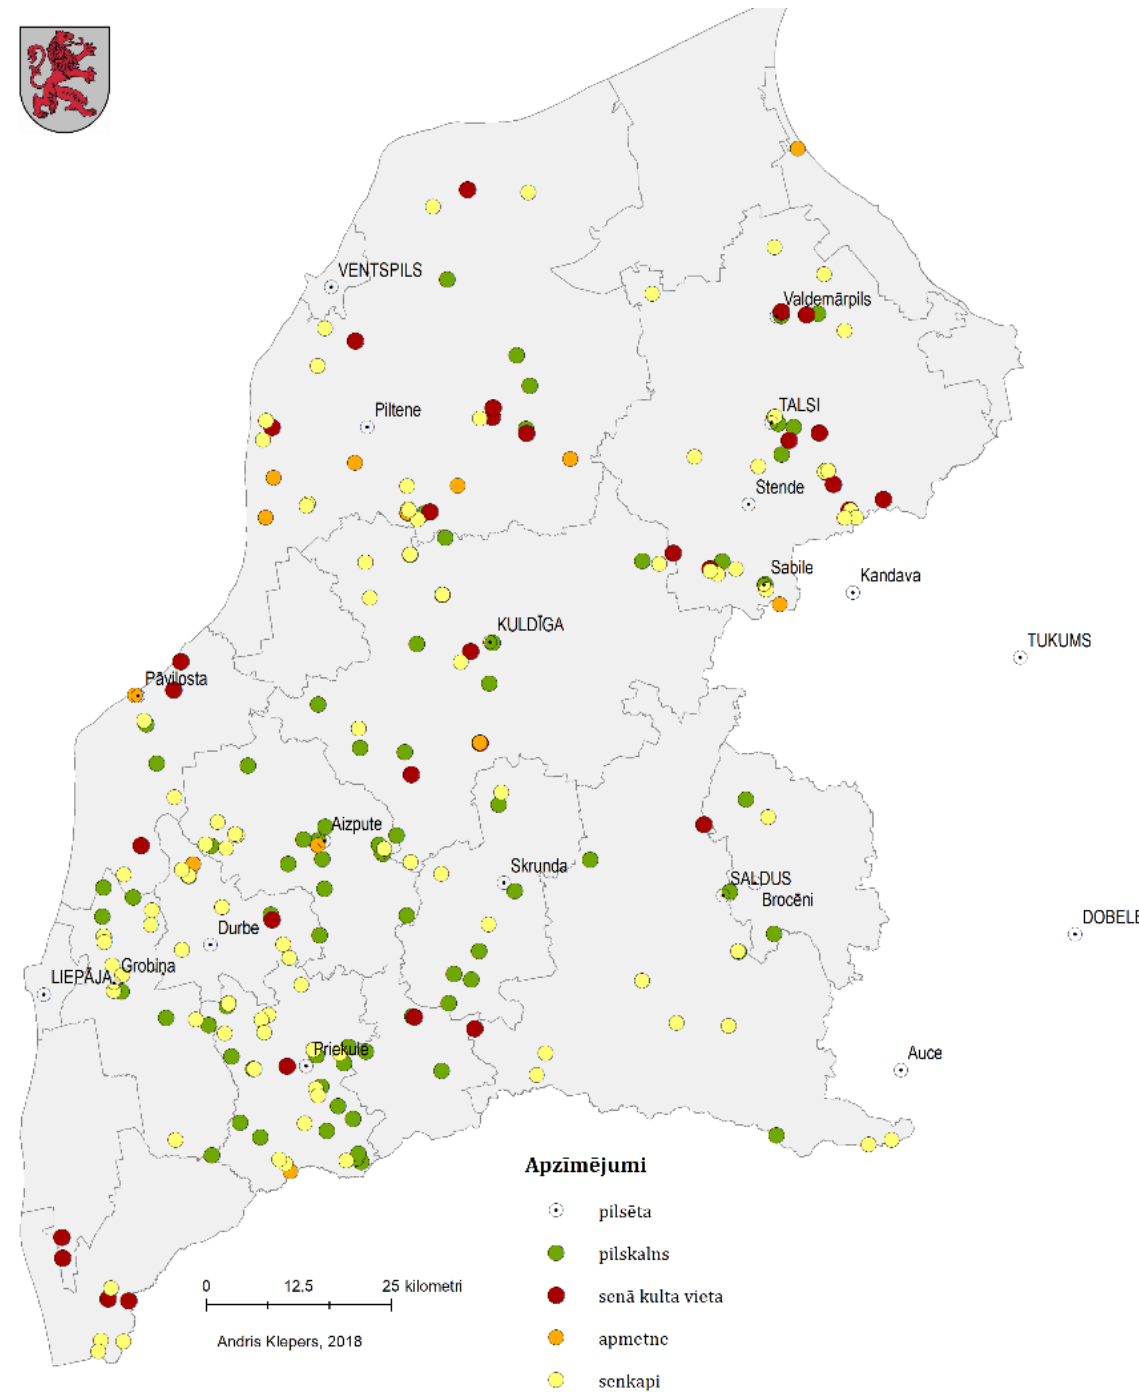 VENTSPILS
Valdemārpils
Piltene
TALSI
Stende
Sabile
Kandava
KULDĪGA
TUKUMS
Pāvilosta
Aizpute
Skrunda
SALDUS
Brocēni
DOBELE
Durbe
Grobiņa
LIEPĀJA
Priekule
Auce
Apzīmējumi
pilsēta
pilskalns
senā kulta vieta
apmetne
senkapi
0 12.5 25 kilometri
Andris Klepers, 2018